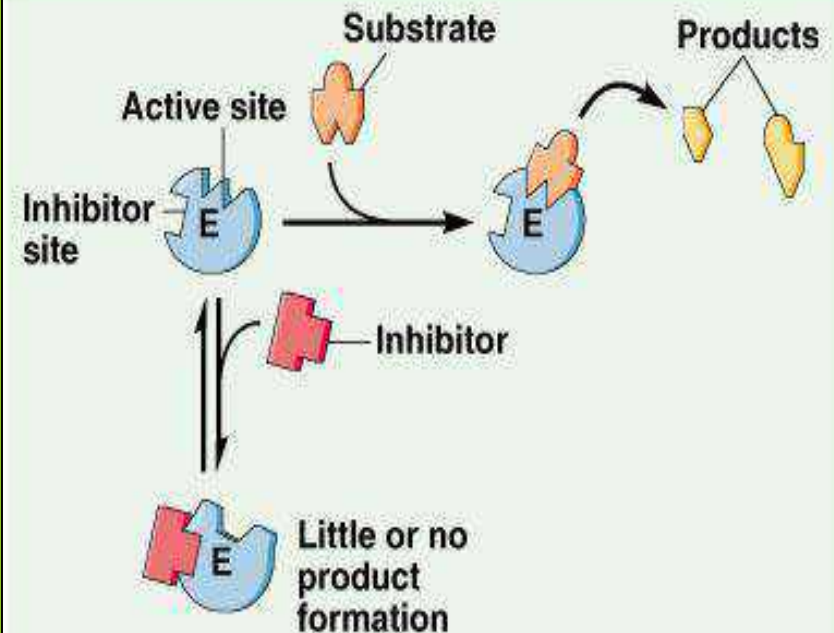 Substrate
Products
Active site
Inhibitor
site
E
E
Inhibitor
E
Little or no
product
formation